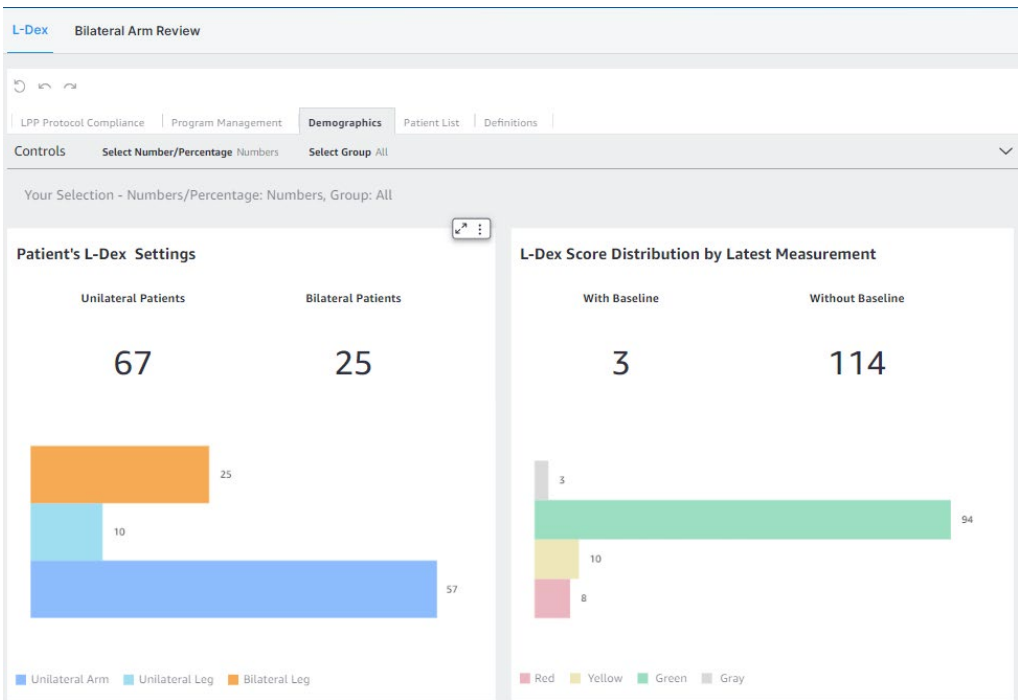 L-Dex Bilateral Arm Review
LPP Protocol Compliance Program Management Demographics Patient List Definitions
Controls Select Number/Percentage Numbers Select Group All
Your Selection - Numbers/Percentage: Numbers, Group: All
Patient's L-Dex Settings
Unilateral Patients Bilateral Patients
67 25
25
10
57
Unilateral Arm Unilateral Leg Bilateral Leg
L-Dex Score Distribution by Latest Measurement
With Baseline Without Baseline
3 114
3
94
10
8
Red Yellow Green Gray